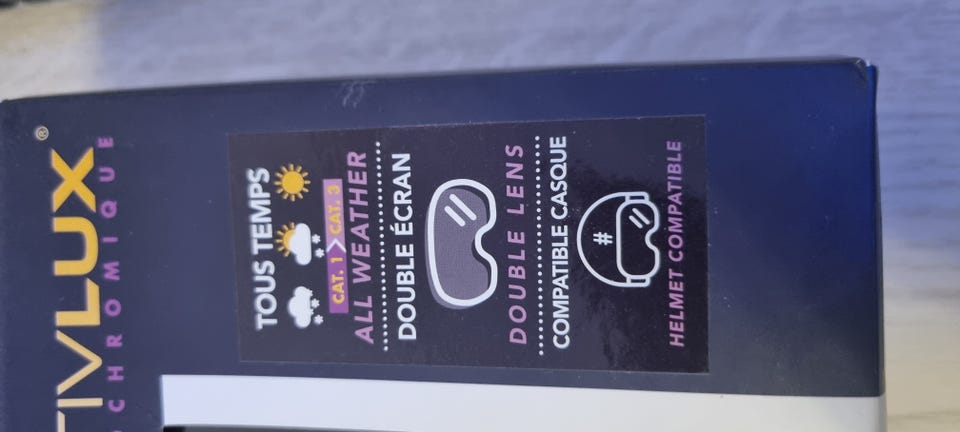 TIVLUX®
CHROMIQUE
TOUS TEMPS
CAT. 1 > CAT. 3
ALL WEATHER
DOUBLE ÉCRAN
DOUBLE LENS
COMPATIBLE CASQUE
#
HELMET COMPATIBLE